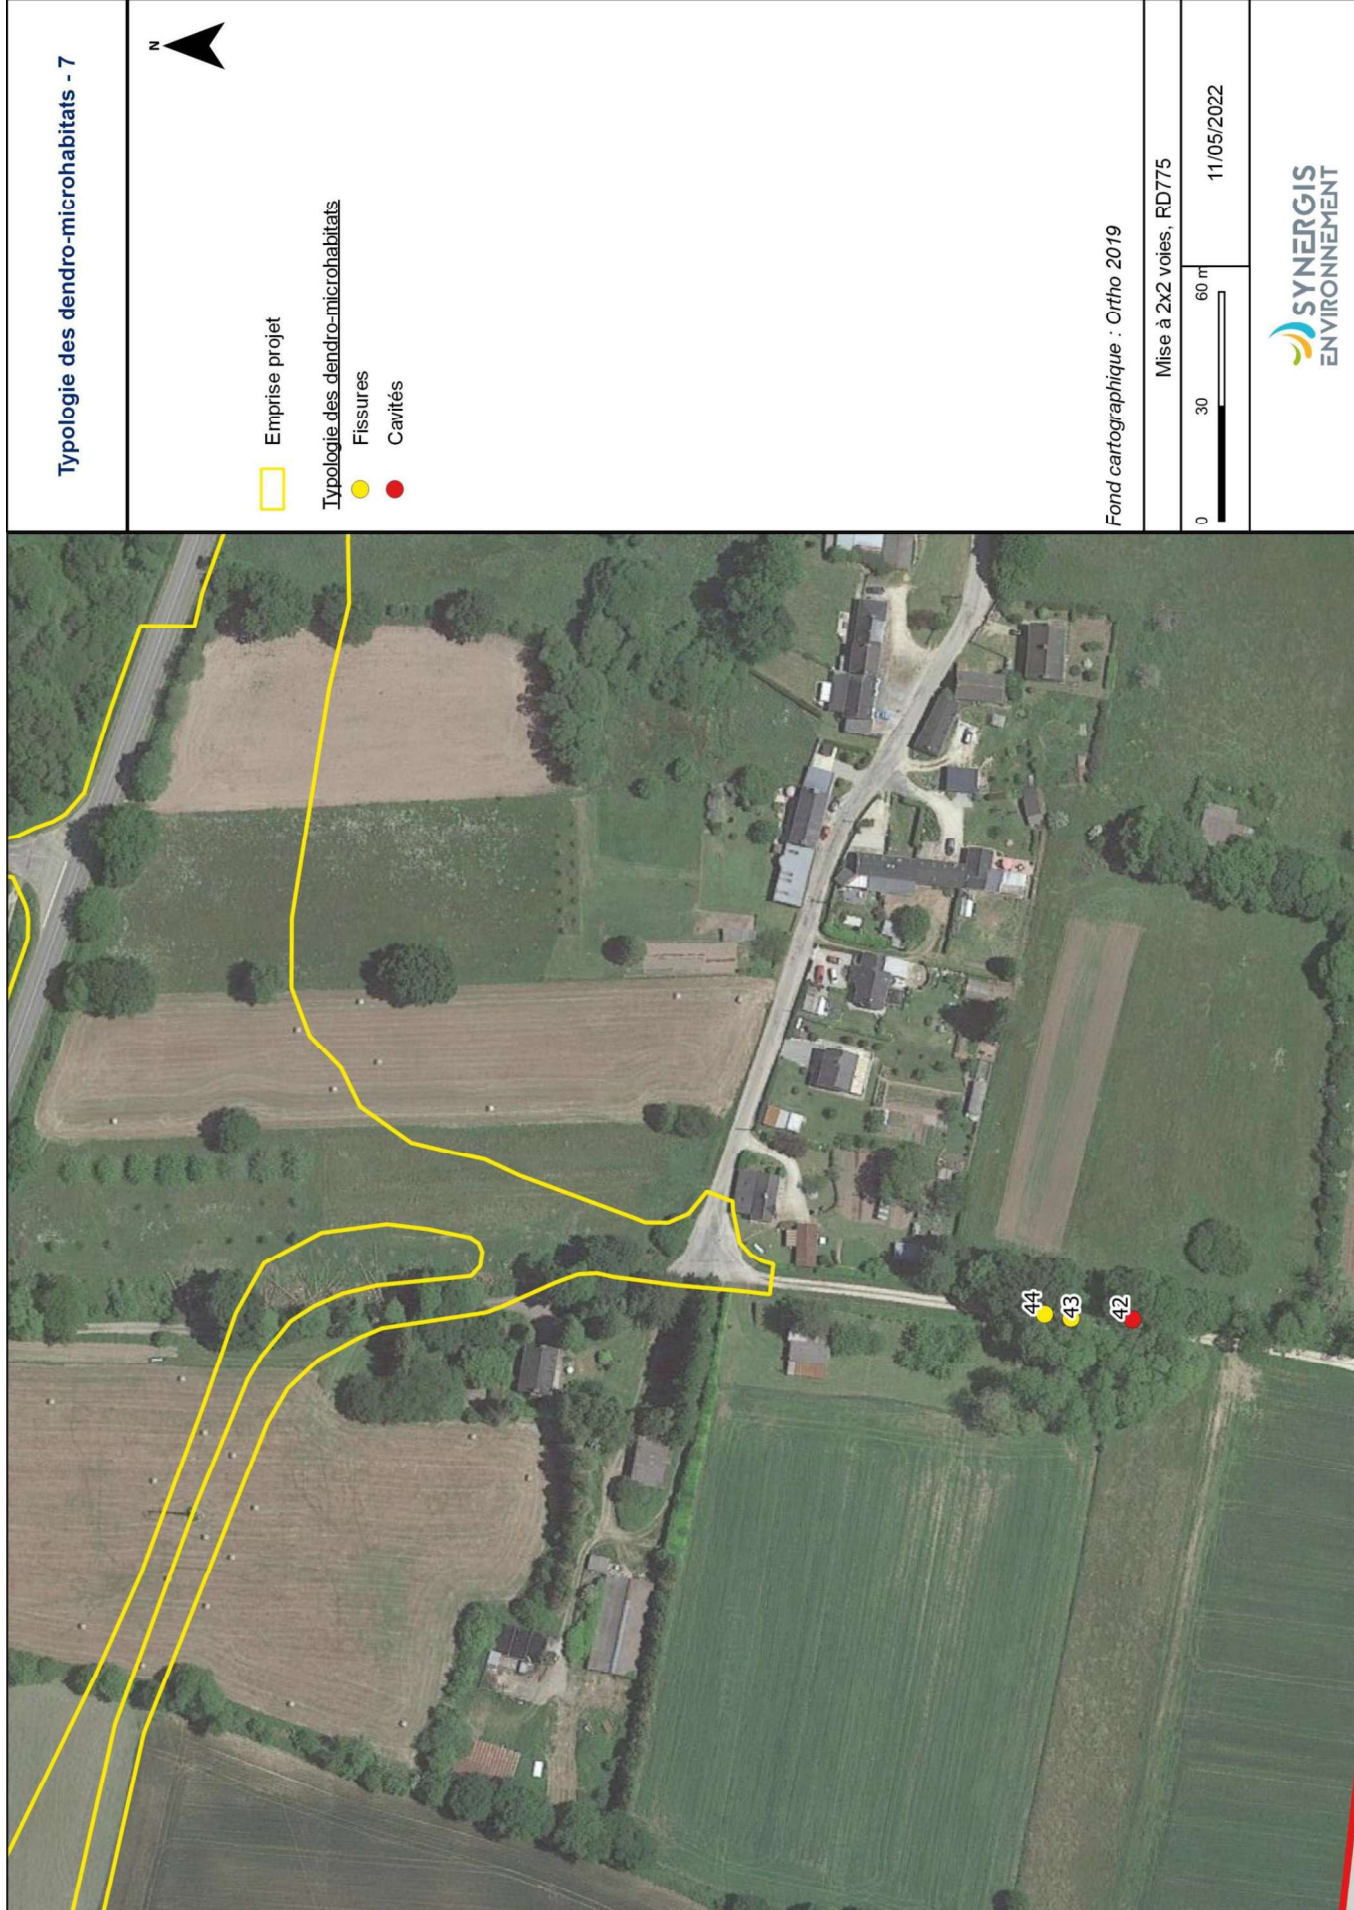 Typologie des dendro-microhabitats - 7
N
Emprise projet
Typologie des dendro-microhabitats
Fissures
Cavités
Fond cartographique : Ortho 2019
Mise à 2x2 voies, RD775
0 30 60 m
11/05/2022
SYNERGIS
ENVIRONNEMENT
44
43
42